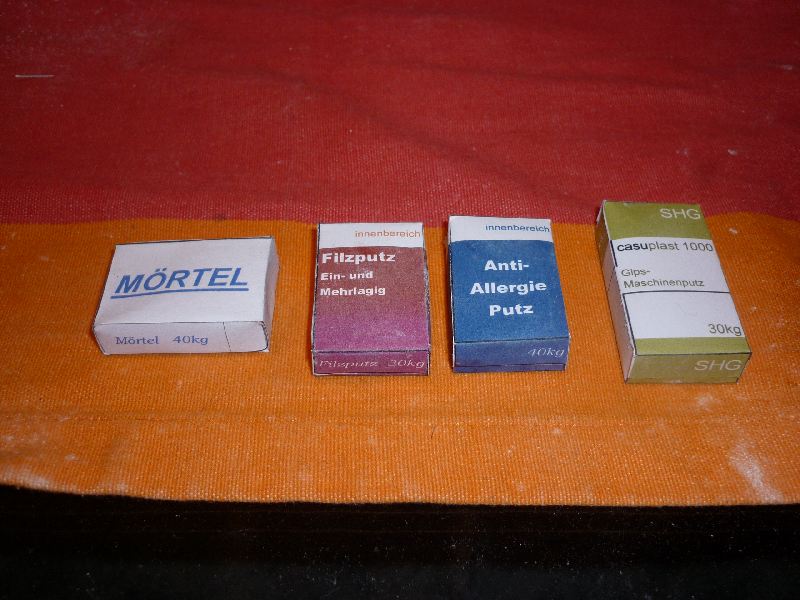 MÖRTEL
Mörtel 40kg
innenbereich
Filzputz
Ein- und
Mehrlagig
Filzputz 30kg
innenbereich
Anti-
Allergie
Putz
40kg
SHG
casuplast 1000
Gips-
Maschinenputz
30kg
SHG